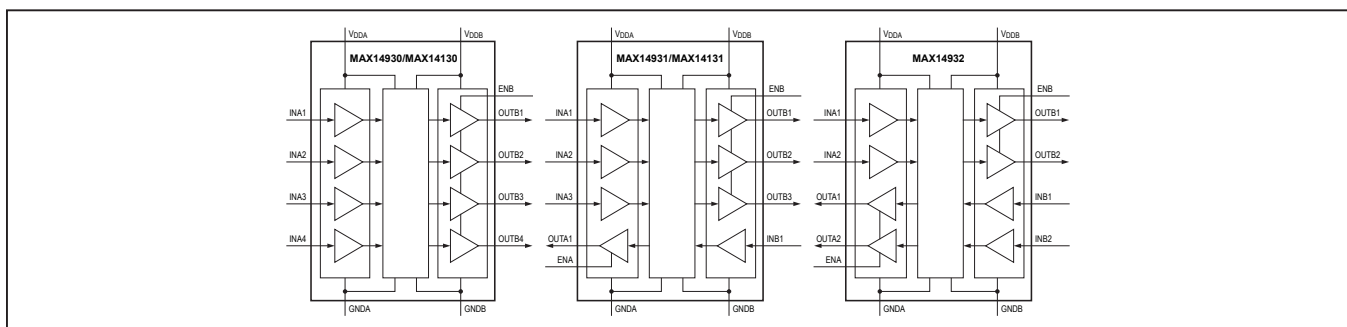 VDDA VDDB
MAX14930/MAX14130
ENB
INA1 OUTB1
INA2 OUTB2
INA3 OUTB3
INA4 OUTB4
GNDA GNDB
VDDA VDDB
MAX14931/MAX14131
ENB
INA1 OUTB1
INA2 OUTB2
INA3 OUTB3
OUTA1 INB1
ENA
GNDA GNDB
VDDA VDDB
MAX14932
ENB
INA1 OUTB1
INA2 OUTB2
OUTA1 INB1
OUTA2 INB2
ENA
GNDA GNDB